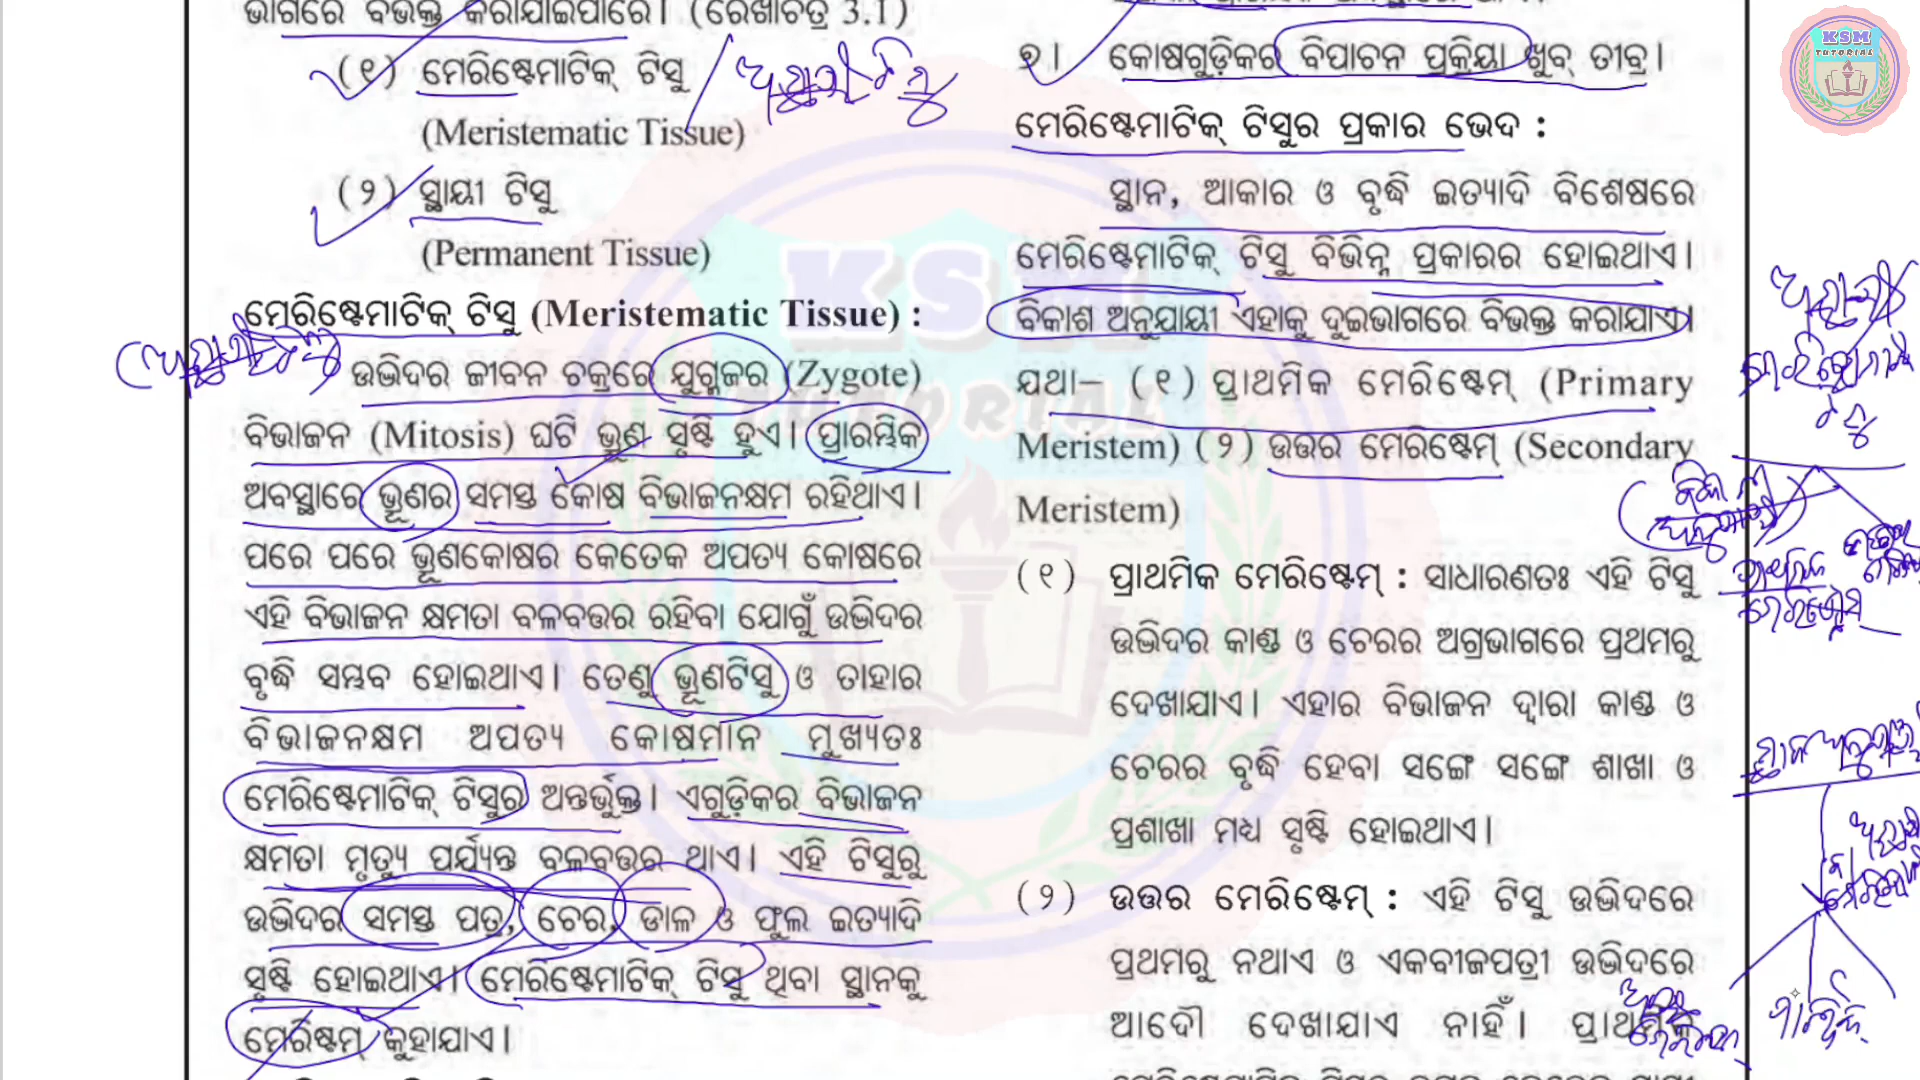 ଭାଗରେ ବିଭକ୍ତ କରାଯାଇପାରେ। (ରେଖାଚିତ୍ର 3.1)
(୧) ମେରିଷ୍ଟେମାଟିକ୍ ଟିସୁ
(Meristematic Tissue)
(୨) ସ୍ଥାୟୀ ଟିସୁ
(Permanent Tissue)
ମେରିଷ୍ଟେମାଟିକ୍ ଟିସୁ (Meristematic Tissue) :
ଉଦ୍ଭିଦର ଜୀବନ ଚକ୍ରରେ ଯୁଗ୍ମଜର (Zygote)
ବିଭାଜନ (Mitosis) ଘଟି ଭ୍ରୂଣ ସୃଷ୍ଟି ହୁଏ। ପ୍ରାରମ୍ଭିକ
ଅବସ୍ଥାରେ ଭ୍ରୂଣର ସମସ୍ତ କୋଷ ବିଭାଜନକ୍ଷମ ରହିଥାଏ।
ପରେ ପରେ ଭ୍ରୂଣକୋଷର କେତେକ ଅପତ୍ୟ କୋଷରେ
ଏହି ବିଭାଜନ କ୍ଷମତା ବଳବତ୍ତର ରହିବା ଯୋଗୁଁ ଉଦ୍ଭିଦର
ବୃଦ୍ଧି ସମ୍ଭବ ହୋଇଥାଏ। ତେଣୁ ଭ୍ରୂଣଟିସୁ ଓ ତାହାର
ବିଭାଜନକ୍ଷମ ଅପତ୍ୟ କୋଷମାନ ମୁଖ୍ୟତଃ
ମେରିଷ୍ଟେମାଟିକ୍ ଟିସୁର ଅନ୍ତର୍ଭୁକ୍ତ। ଏଗୁଡ଼ିକର ବିଭାଜନ
କ୍ଷମତା ମୃତ୍ୟୁ ପର୍ଯ୍ୟନ୍ତ ବଳବତ୍ତର ଥାଏ। ଏହି ଟିସୁରୁ
ଉଦ୍ଭିଦର ସମସ୍ତ ପତ୍ର, ଚେର, ଡାଳ ଓ ଫୁଲ ଇତ୍ୟାଦି
ସୃଷ୍ଟି ହୋଇଥାଏ। ମେରିଷ୍ଟେମାଟିକ୍ ଟିସୁ ଥିବା ସ୍ଥାନକୁ
ମେରିଷ୍ଟମ୍ କୁହାଯାଏ।
୭। କୋଷଗୁଡ଼ିକର ବିପାଚନ ପ୍ରକ୍ରିୟା ଖୁବ୍ ତୀବ୍ର।
ମେରିଷ୍ଟେମାଟିକ୍ ଟିସୁର ପ୍ରକାର ଭେଦ :
ସ୍ଥାନ, ଆକାର ଓ ବୃଦ୍ଧି ଇତ୍ୟାଦି ବିଶେଷରେ
ମେରିଷ୍ଟେମାଟିକ୍ ଟିସୁ ବିଭିନ୍ନ ପ୍ରକାରର ହୋଇଥାଏ।
ବିକାଶ ଅନୁଯାୟୀ ଏହାକୁ ଦୁଇଭାଗରେ ବିଭକ୍ତ କରାଯାଏ।
ଯଥା– (୧) ପ୍ରାଥମିକ ମେରିଷ୍ଟେମ୍ (Primary
Meristem) (୨) ଉତ୍ତର ମେରିଷ୍ଟେମ୍ (Secondary
Meristem)
(୧) ପ୍ରାଥମିକ ମେରିଷ୍ଟେମ୍ : ସାଧାରଣତଃ ଏହି ଟିସୁ
ଉଦ୍ଭିଦର କାଣ୍ଡ ଓ ଚେରର ଅଗ୍ରଭାଗରେ ପ୍ରଥମରୁ
ଦେଖାଯାଏ। ଏହାର ବିଭାଜନ ଦ୍ୱାରା କାଣ୍ଡ ଓ
ଚେରର ବୃଦ୍ଧି ହେବା ସଙ୍ଗେ ସଙ୍ଗେ ଶାଖା ଓ
ପ୍ରଶାଖା ମଧ୍ୟ ସୃଷ୍ଟି ହୋଇଥାଏ।
(୨) ଉତ୍ତର ମେରିଷ୍ଟେମ୍ : ଏହି ଟିସୁ ଉଦ୍ଭିଦରେ
ପ୍ରଥମରୁ ନଥାଏ ଓ ଏକବୀଜପତ୍ରୀ ଉଦ୍ଭିଦରେ
ଆଦୌ ଦେଖାଯାଏ ନାହିଁ। ପ୍ରାଥମିକ
KSM
TUTORIAL
KSM
TUTORIAL